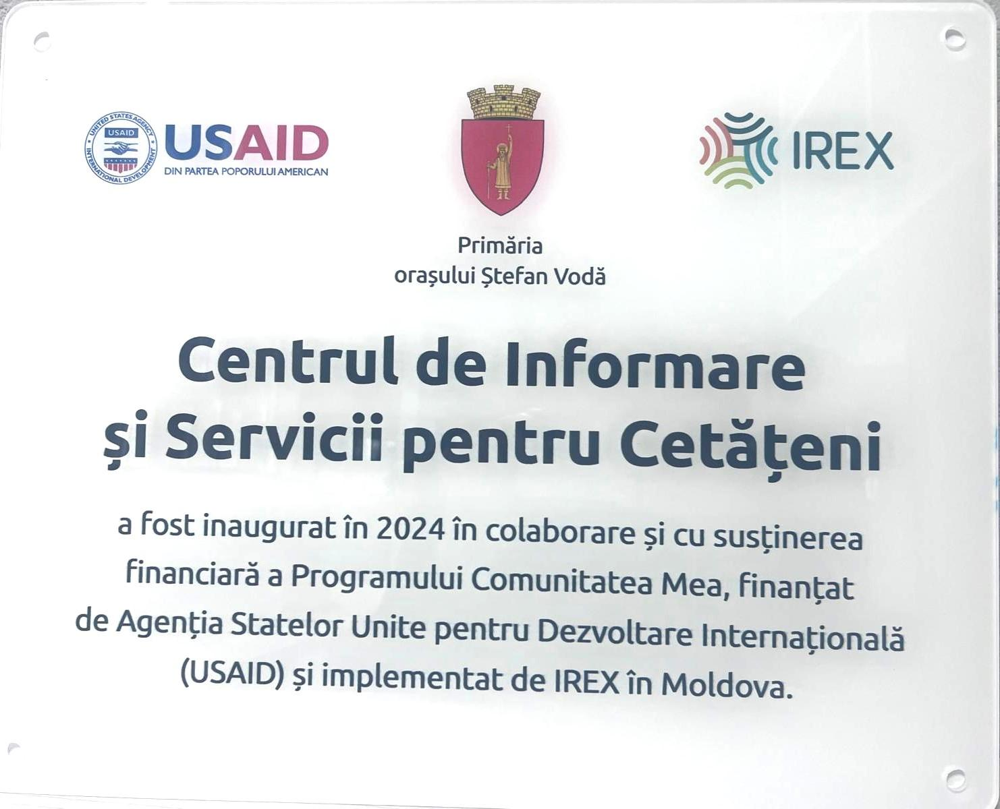 UNITED STATES AGENCY
USAID
INTERNATIONAL DEVELOPMENT
USAID
DIN PARTEA POPORULUI AMERICAN
IREX
Primăria
orașului Ștefan Vodă
Centrul de Informare
și Servicii pentru Cetățeni
a fost inaugurat în 2024 în colaborare și cu susținerea
financiară a Programului Comunitatea Mea, finanțat
de Agenția Statelor Unite pentru Dezvoltare Internațională
(USAID) și implementat de IREX în Moldova.